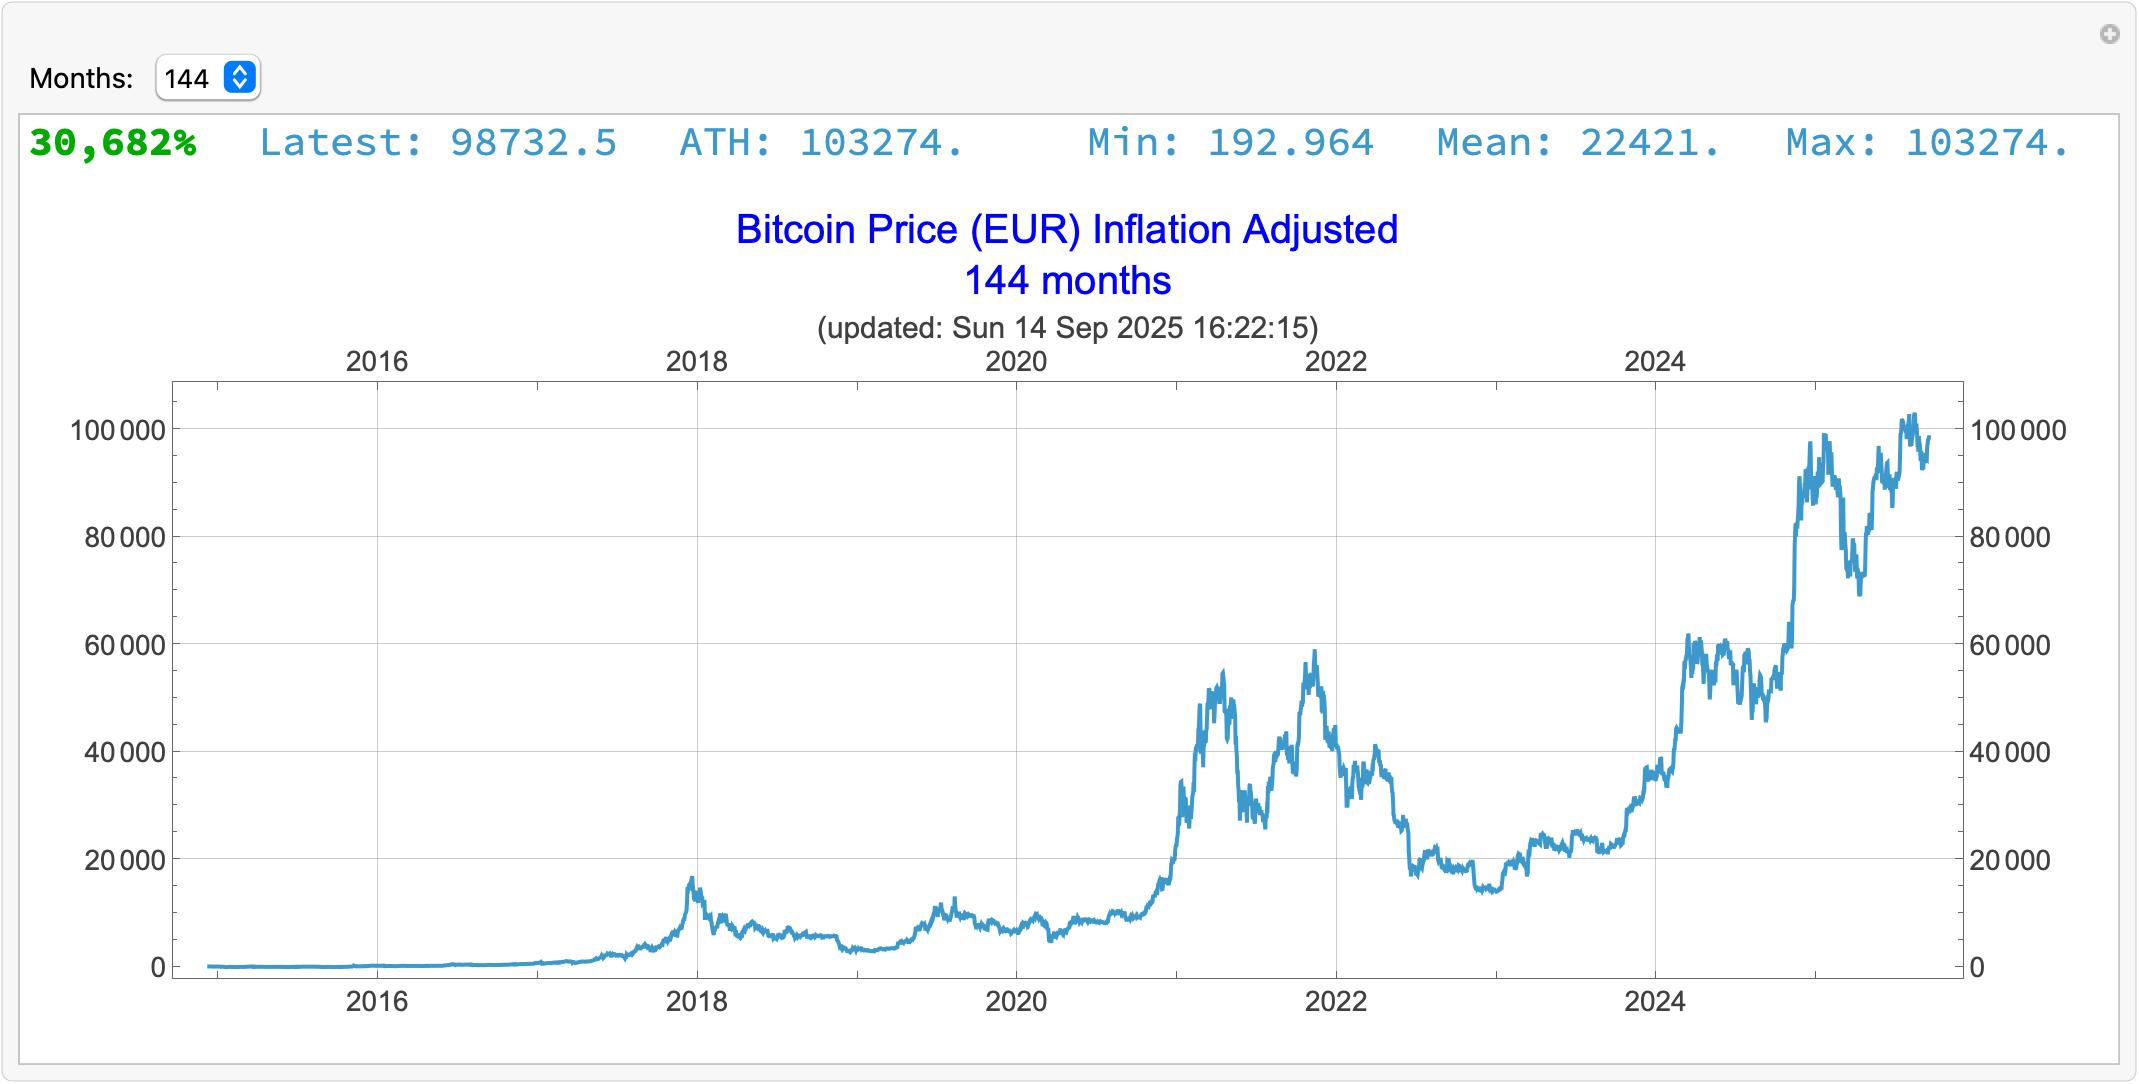 Months: 144
30,682% Latest: 98732.5 ATH: 103274. Min: 192.964 Mean: 22421. Max: 103274.
Bitcoin Price (EUR) Inflation Adjusted
144 months
(updated: Sun 14 Sep 2025 16:22:15)
2016 2018 2020 2022 2024
100 000 100 000
80 000 80 000
60 000 60 000
40 000 40 000
20 000 20 000
0 0
2016 2018 2020 2022 2024